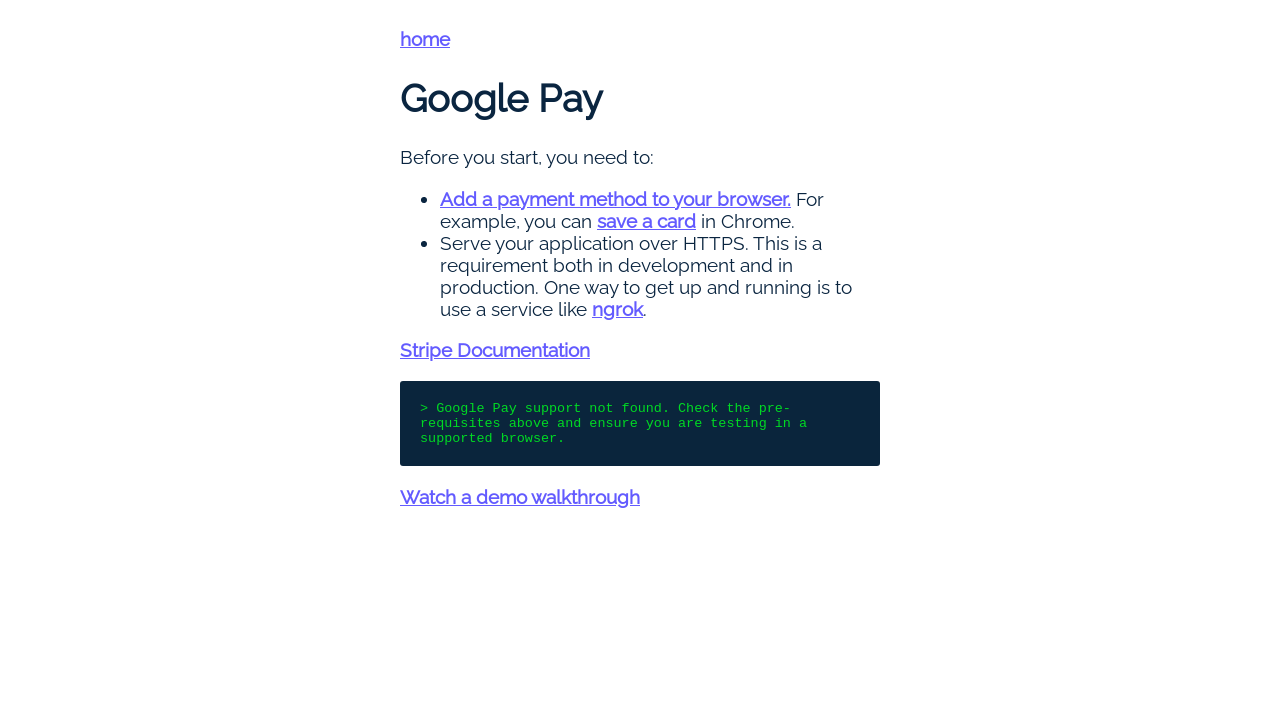 home
Google Pay
Before you start, you need to:
Add a payment method to your browser. For
example, you can save a card in Chrome.
Serve your application over HTTPS. This is a
requirement both in development and in
production. One way to get up and running is to
use a service like ngrok.
Stripe Documentation
> Google Pay support not found. Check the pre-
requisites above and ensure you are testing in a
supported browser.
Watch a demo walkthrough